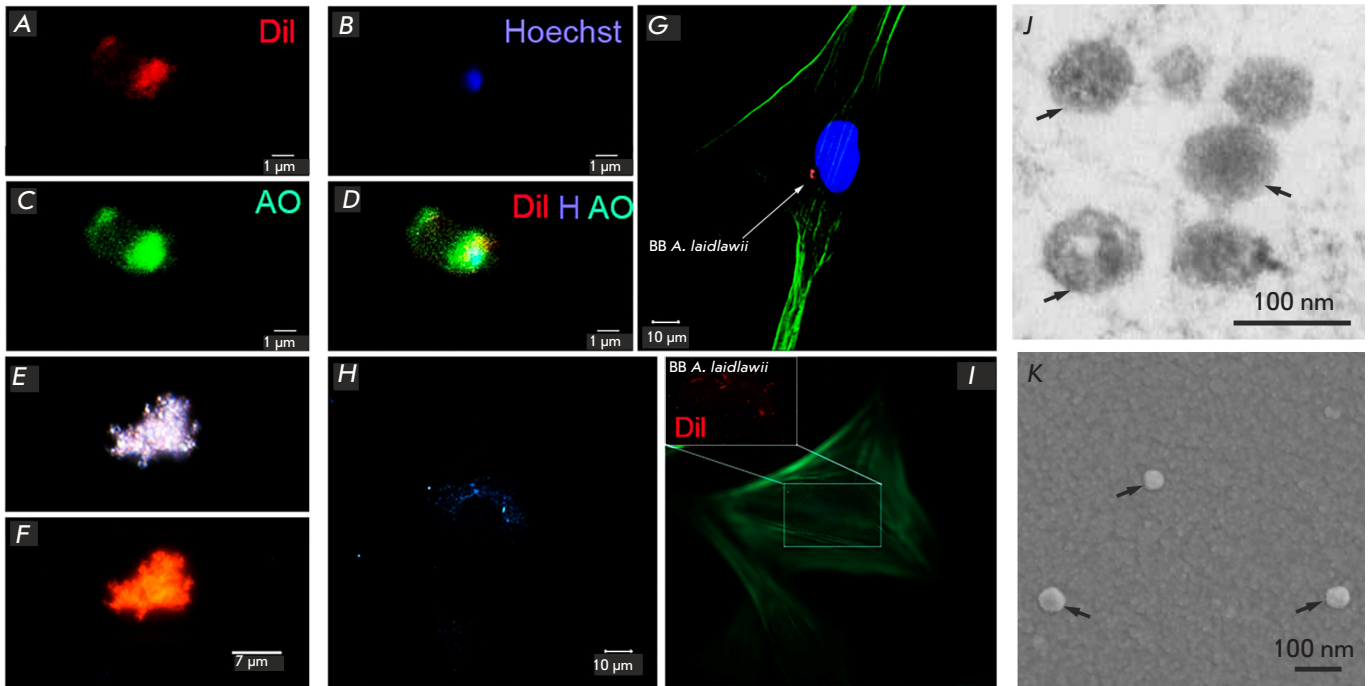 A
DiI
1 µm
B
Hoechst
1 µm
C
AO
1 µm
D
DiI H AO
1 µm
G
BB A. laidlawii
10 µm
J
100 nm
E
F
7 µm
H
10 µm
BB A. laidlawii
I
DiI
K
100 nm